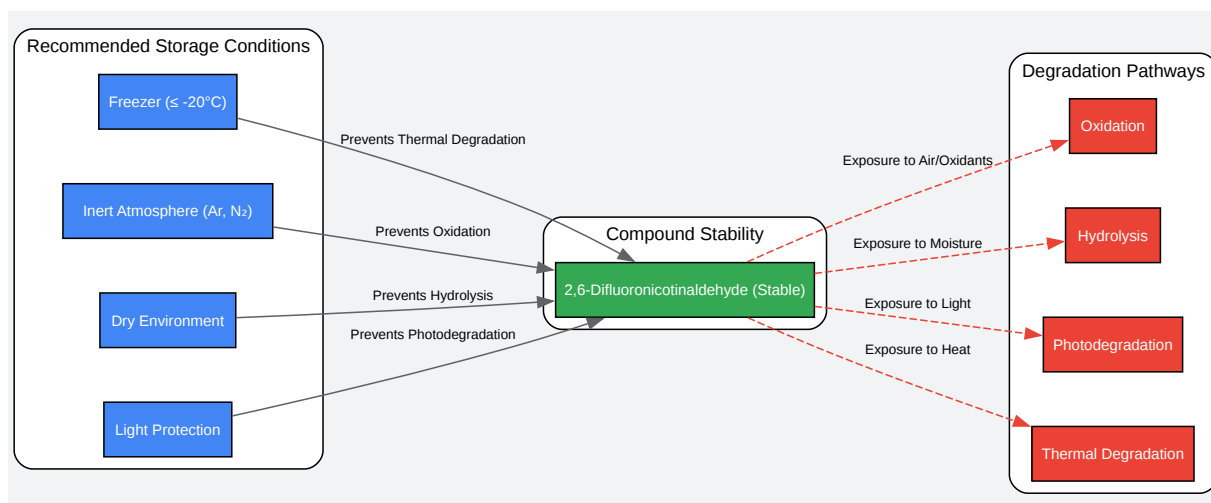 Recommended Storage Conditions
Freezer (≤ -20°C)
Inert Atmosphere (Ar, N₂)
Dry Environment
Light Protection
Prevents Thermal Degradation
Prevents Oxidation
Prevents Hydrolysis
Prevents Photodegradation
Compound Stability
2,6-Difluoronicotinaldehyde (Stable)
Exposure to Air/Oxidants
Exposure to Moisture
Exposure to Light
Exposure to Heat
Degradation Pathways
Oxidation
Hydrolysis
Photodegradation
Thermal Degradation